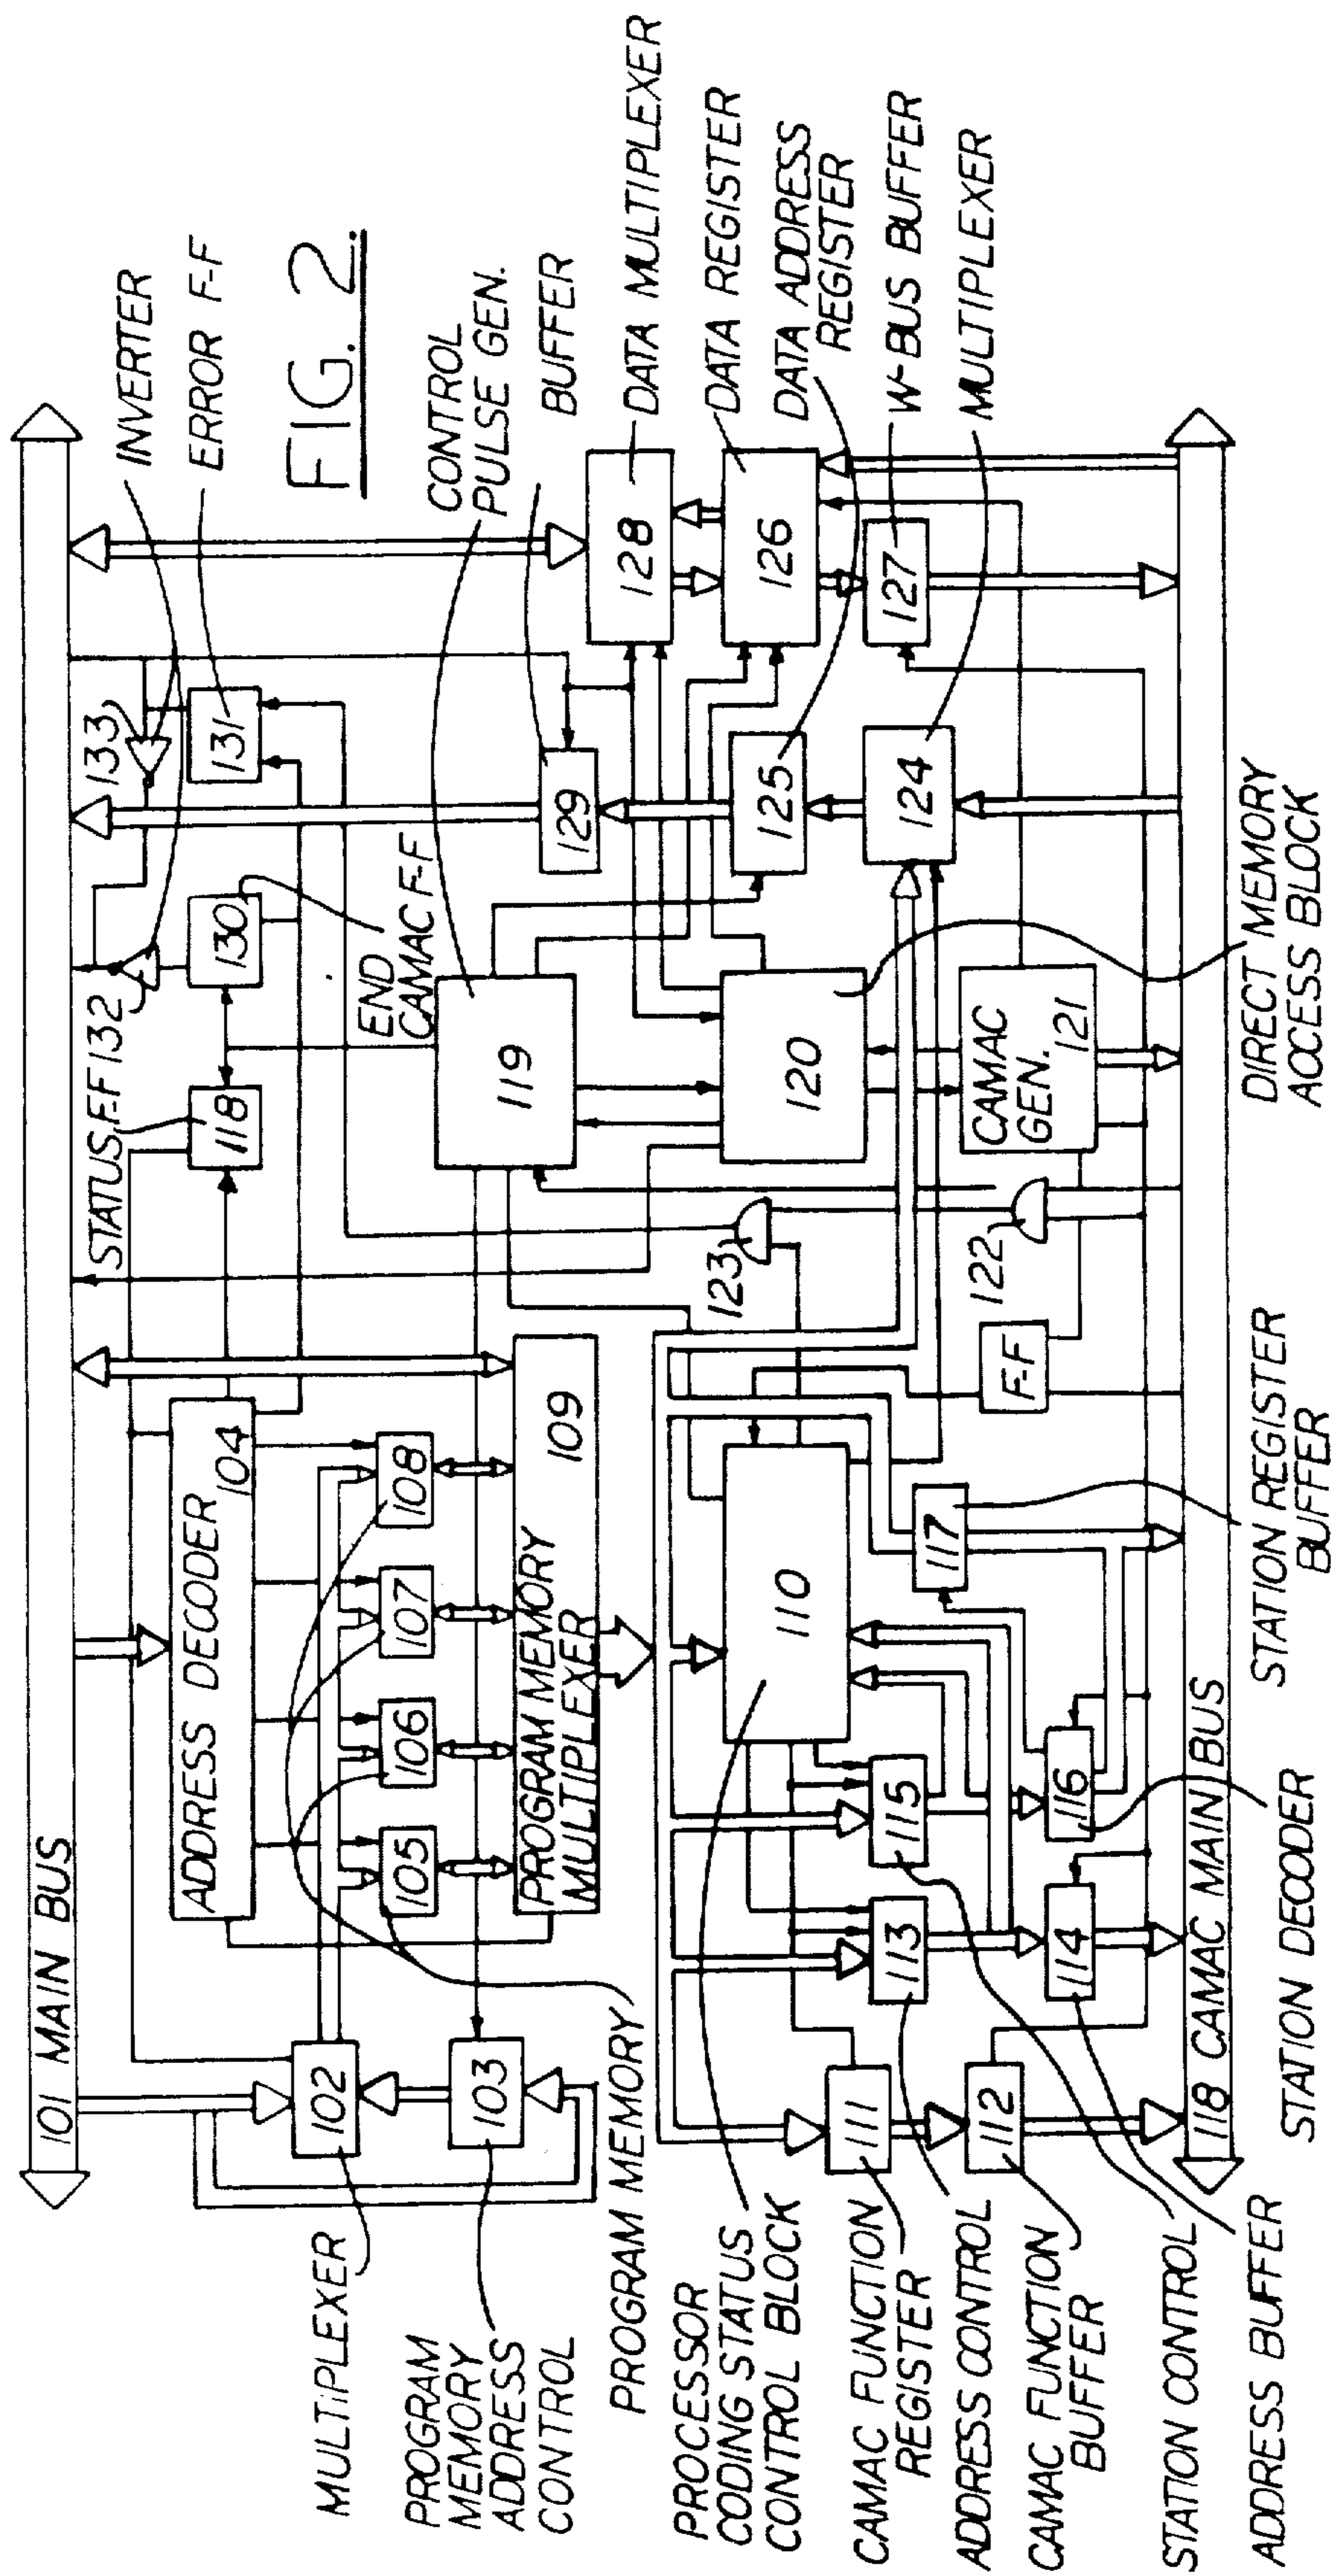 FIG. 2.
101 MAIN BUS
INVERTER
ERROR F-F
133
131
STATUS F-F 132
118
130
END
CAMAC F-F
CONTROL
PULSE GEN.
BUFFER
DATA MULTIPLEXER
DATA REGISTER
DATA ADDRESS
REGISTER
W-BUS BUFFER
MULTIPLEXER
ADDRESS DECODER
104
102
103
105
106
107
108
PROGRAM MEMORY
MULTIPLEXER
109
119
129
128
120
125
126
127
124
CAMAC
GEN.
121
123
122
F-F
110
111
112
113
114
115
116
117
118 CAMAC MAIN BUS
MULTIPLEXER
PROGRAM
MEMORY
ADDRESS
CONTROL
PROGRAM MEMORY
PROCESSOR
CODING STATUS
CONTROL BLOCK
CAMAC FUNCTION
REGISTER
ADDRESS CONTROL
CAMAC FUNCTION
BUFFER
STATION CONTROL
ADDRESS BUFFER
STATION DECODER
STATION REGISTER
BUFFER
DIRECT MEMORY
ACCESS BLOCK